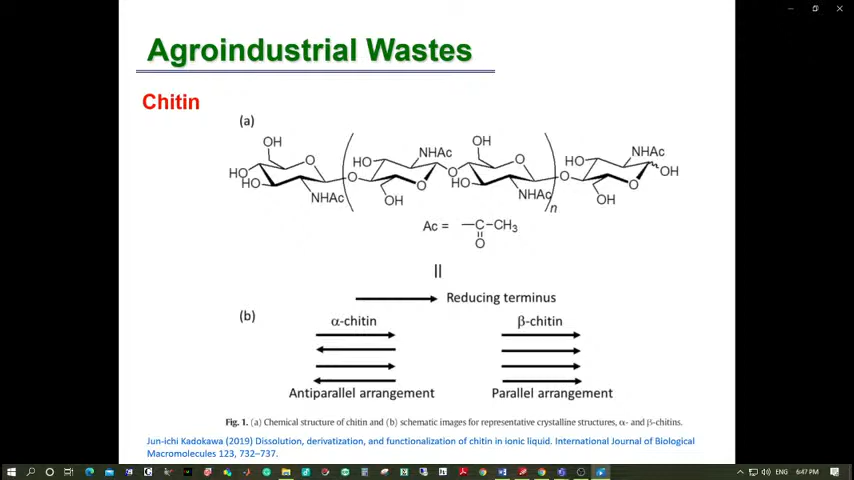 Agroindustrial Wastes
Chitin
(a)
OH NHAc OH NHAc
HO O HO O O HO OH
HO O O HO O
HO NHAc OH NHAc OH
n
Ac = —C–CH3
O
Reducing terminus
(b) α-chitin β-chitin
Antiparallel arrangement Parallel arrangement
Fig. 1. (a) Chemical structure of chitin and (b) schematic images for representative crystalline structures, α- and β-chitins.
Jun-ichi Kadokawa (2019) Dissolution, derivatization, and functionalization of chitin in ionic liquid. International Journal of Biological
Macromolecules 123, 732–737.
ENG 6:47 PM